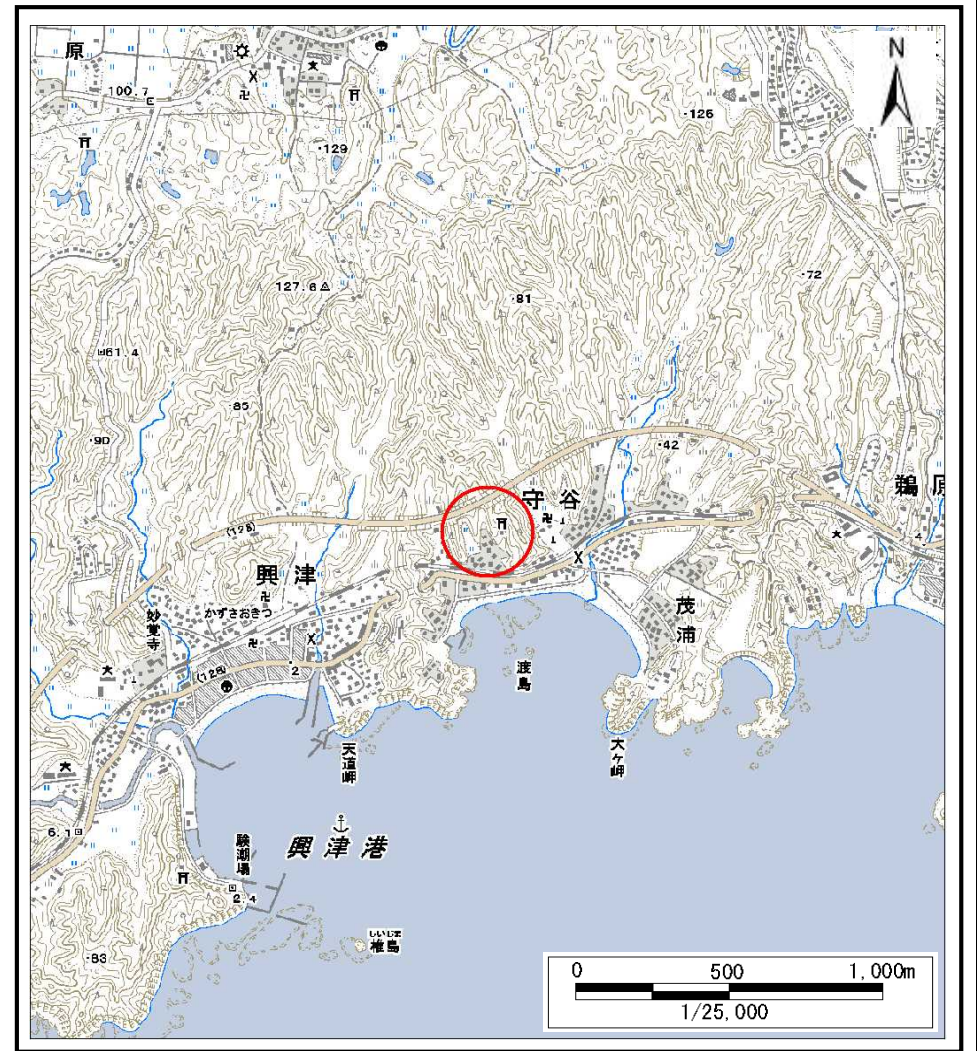 原
N
100.7
126
129
127.6
81
72
61.4
85
42
90
守谷
鵜原
(128)
4
興津
かずさおきつ
茂浦
妙覚寺
(128)
2
渡島
天道岬
大ケ岬
6.1
験潮場
興津港
2.4
しいじま
椎島
83
0 500 1,000m
1/25,000